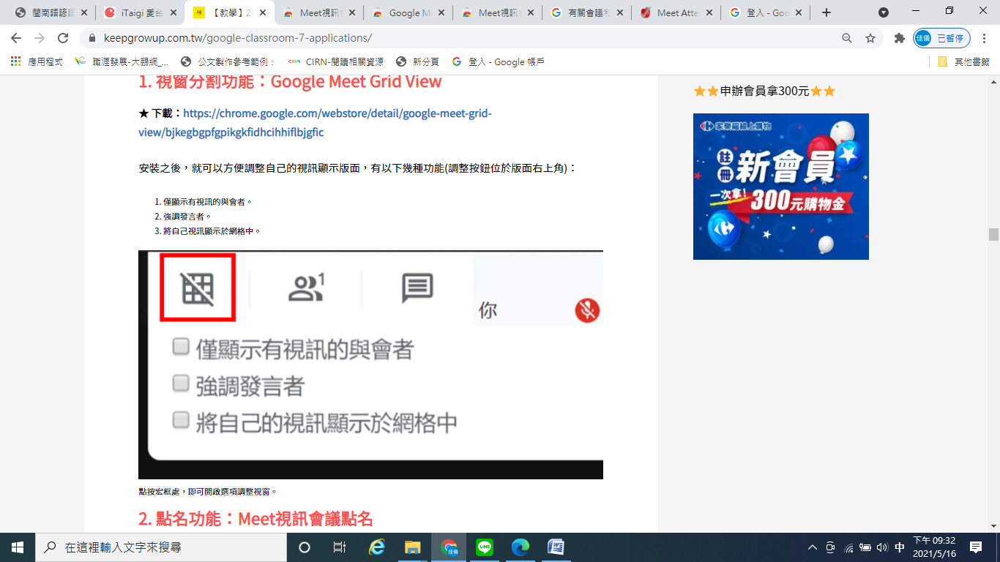 閩南語諺語
iTaigi 愛台
【教學】2
Meet視訊會
Google M
Meet視訊會
有關會議和
Meet Atte
登入 - Goo
keepgrowup.com.tw/google-classroom-7-applications/
佳儀 已暫停
應用程式
職涯發展-大鵬網_...
公文製作參考範例：
CIRN-閱讀相關資源
新分頁
登入 - Google 帳戶
其他書籤
1. 視窗分割功能：Google Meet Grid View
★ 下載：https://chrome.google.com/webstore/detail/google-meet-grid-
view/bjkegbgpfgpikgkfidhcihhiflbjgfic
安裝之後，就可以方便調整自己的視訊顯示版面，有以下幾種功能(調整按鈕位於版面右上角)：
1. 僅顯示有視訊的與會者。
2. 強調發言者。
3. 將自己視訊顯示於網格中。
1
你
僅顯示有視訊的與會者
強調發言者
將自己的視訊顯示於網格中
點按宏框處，即可開啟選項調整視窗。
2. 點名功能：Meet視訊會議點名
⭐⭐申辦會員拿300元⭐⭐
家樂福線上購物
註冊 新會員
一次拿!
300元購物金
在這裡輸入文字來搜尋
佳儀
LINE
中
下午 09:32
2021/5/16